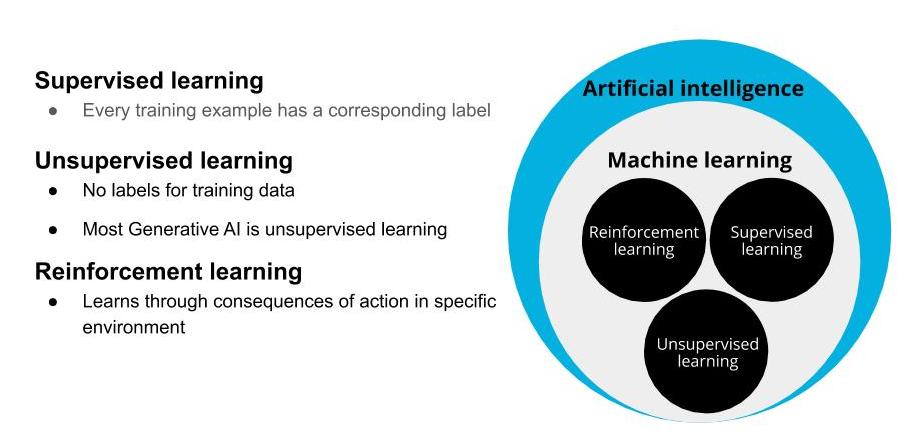 Supervised learning
● Every training example has a corresponding label
Unsupervised learning
● No labels for training data
● Most Generative AI is unsupervised learning
Reinforcement learning
● Learns through consequences of action in specific
environment
Artificial intelligence
Machine learning
Reinforcement
learning
Supervised
learning
Unsupervised
learning